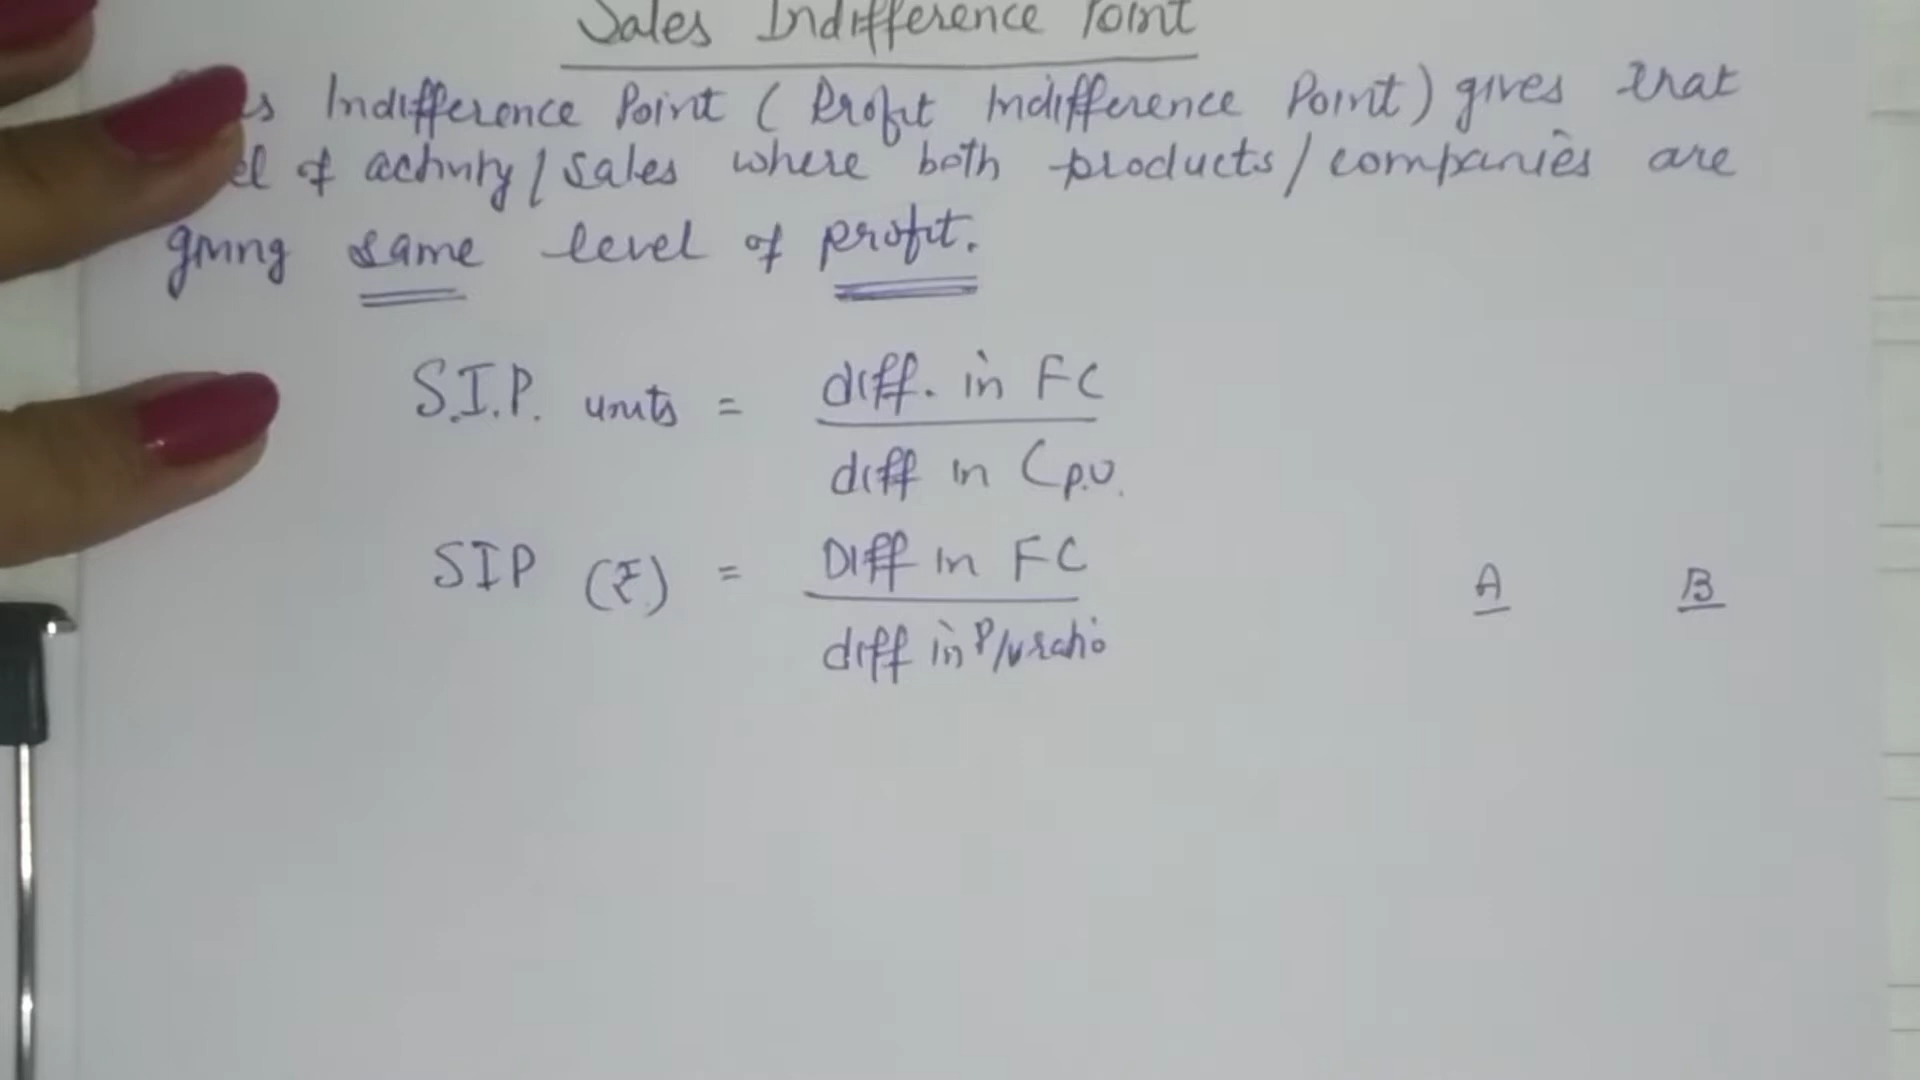 Sales Indifference Point
Indifference Point ( Profit Indifference Point) gives that
of activity / sales where both products / companies are
giving same level of profit.
S.I.P. units = diff. in FC
diff in Cp.u.
SIP (₹) = Diff in FC
diff in P/v ratio
A B